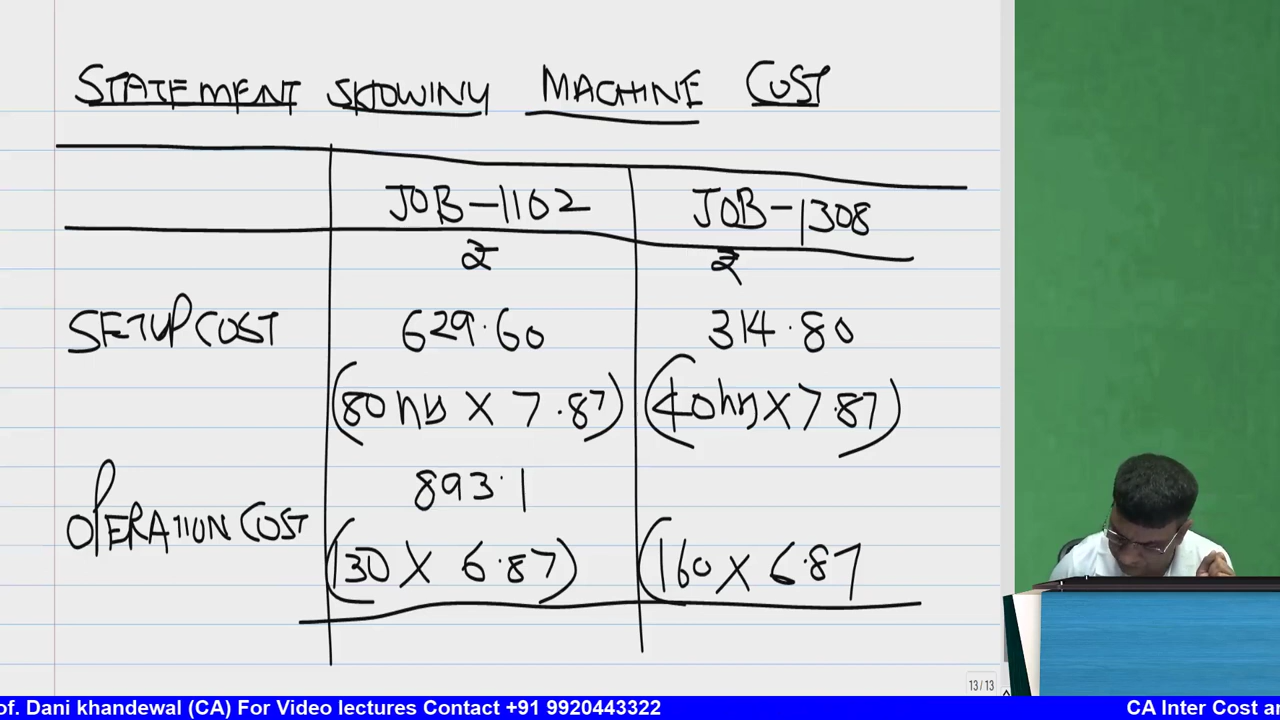 STATEMENT SHOWING MACHINE COST
JOB-1102 JOB-1308
₹ ₹
SETUP COST 629.60 314.80
(80 hrs X 7.87) (40 hrs X 7.87)
OPERATION COST 893.1
(130 X 6.87) (160 X 6.87
13/13
of. Dani khandewal (CA) For Video lectures Contact +91 9920443322 CA Inter Cost a